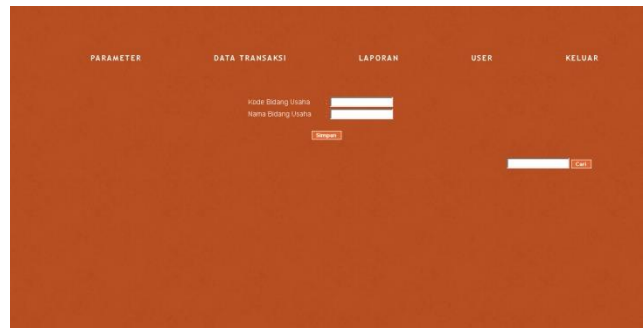 PARAMETER DATA TRANSAKSI LAPORAN USER KELUAR
Kode Bidang Usaha
Nama Bidang Usaha
Simpan
Cari